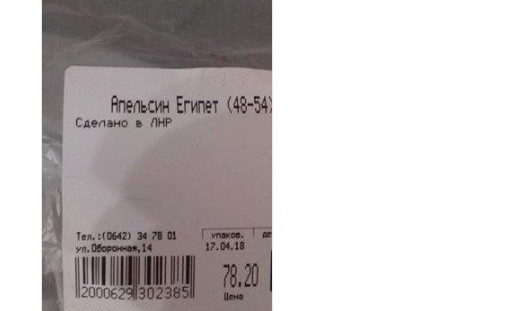 Апельсин Египет (48-54)
Сделано в ЛНР
Тел.:(0642) 34 78 01
ул.Оборонная,14
упаков.
17.04.18
2000629 302385
78.20
Цена